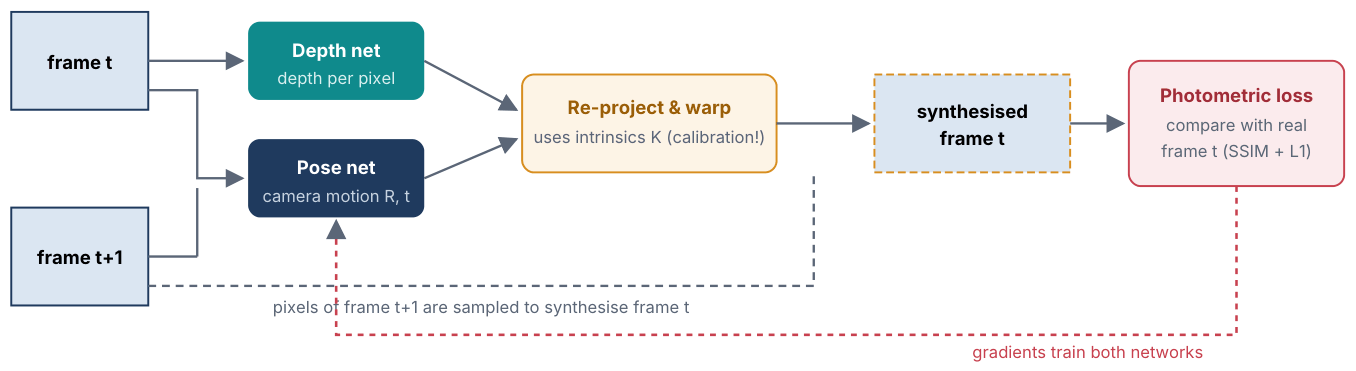 frame t
Depth net
depth per pixel
Pose net
camera motion R, t
frame t+1
Re-project & warp
uses intrinsics K (calibration!)
synthesised
frame t
Photometric loss
compare with real
frame t (SSIM + L1)
pixels of frame t+1 are sampled to synthesise frame t
gradients train both networks